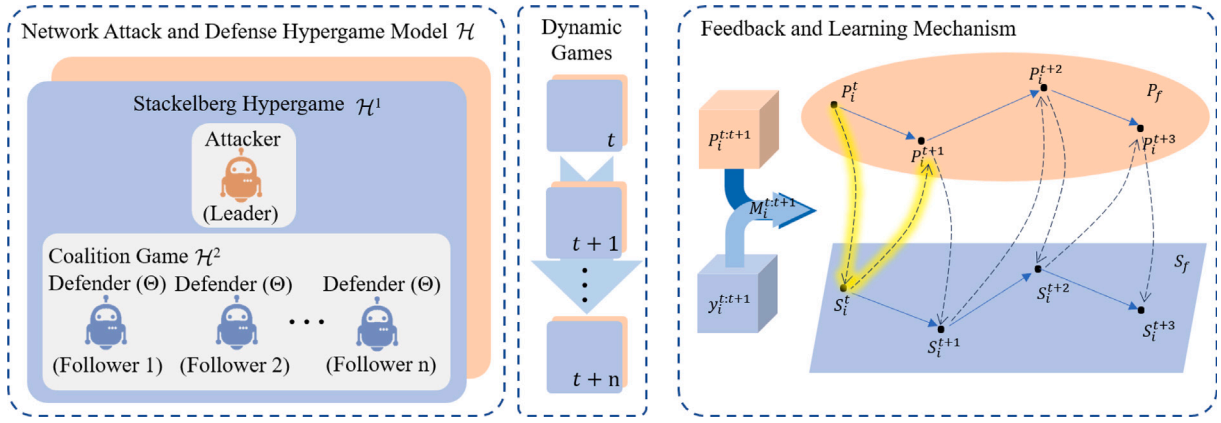 Network Attack and Defense Hypergame Model ℋ
Stackelberg Hypergame ℋ¹
Attacker
(Leader)
Coalition Game ℋ²
Defender (Θ) Defender (Θ) Defender (Θ)
• • •
(Follower 1) (Follower 2) (Follower n)
Dynamic
Games
t
t + 1
t + n
Feedback and Learning Mechanism
P_i^{t:t+1}
M_i^{t:t+1}
y_i^{t:t+1}
P_i^t
P_i^{t+1}
P_i^{t+2}
P_i^{t+3}
P_f
S_i^t
S_i^{t+1}
S_i^{t+2}
S_i^{t+3}
S_f